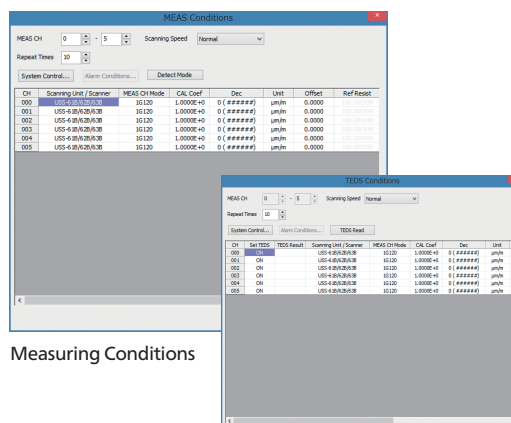 MEAS Conditions
MEAS CH 0 - 5 Scanning Speed Normal
Repeat Times 10
System Control... Alarm Conditions... Detect Mode
CH Scanning Unit / Scanner MEAS CH Mode CAL Coef Dec Unit Offset Ref Resist
000 USS-61B/62B/63B 1G120 1.0000E+0 0 ( ######) µm/m 0.0000
001 USS-61B/62B/63B 1G120 1.0000E+0 0 ( ######) µm/m 0.0000
002 USS-61B/62B/63B 1G120 1.0000E+0 0 ( ######) µm/m 0.0000
003 USS-61B/62B/63B 1G120 1.0000E+0 0 ( ######) µm/m 0.0000
004 USS-61B/62B/63B 1G120 1.0000E+0 0 ( ######) µm/m 0.0000
005 USS-61B/62B/63B 1G120 1.0000E+0 0 ( ######) µm/m 0.0000
TEDS Conditions
MEAS CH 0 - 5 Scanning Speed Normal
Repeat Times 10
System Control... Alarm Conditions... TEDS Read
CH Set TEDS TEDS Result Scanning Unit / Scanner MEAS CH Mode CAL Coef Dec Unit
000 ON USS-61B/62B/63B 1G120 1.0000E+0 0 ( ######) µm/m
001 ON USS-61B/62B/63B 1G120 1.0000E+0 0 ( ######) µm/m
002 ON USS-61B/62B/63B 1G120 1.0000E+0 0 ( ######) µm/m
003 ON USS-61B/62B/63B 1G120 1.0000E+0 0 ( ######) µm/m
004 ON USS-61B/62B/63B 1G120 1.0000E+0 0 ( ######) µm/m
005 ON USS-61B/62B/63B 1G120 1.0000E+0 0 ( ######) µm/m
Measuring Conditions